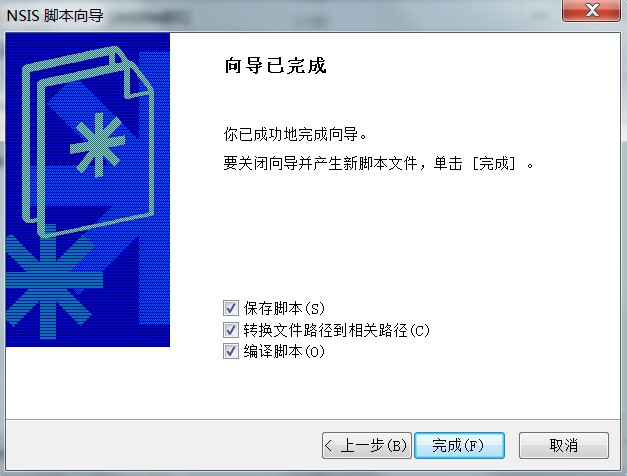 NSIS 脚本向导
向导已完成
你已成功地完成向导。
要关闭向导并产生新脚本文件，单击 [完成] 。
保存脚本(S)
转换文件路径到相关路径(C)
编译脚本(O)
< 上一步(B)
完成(F)
取消